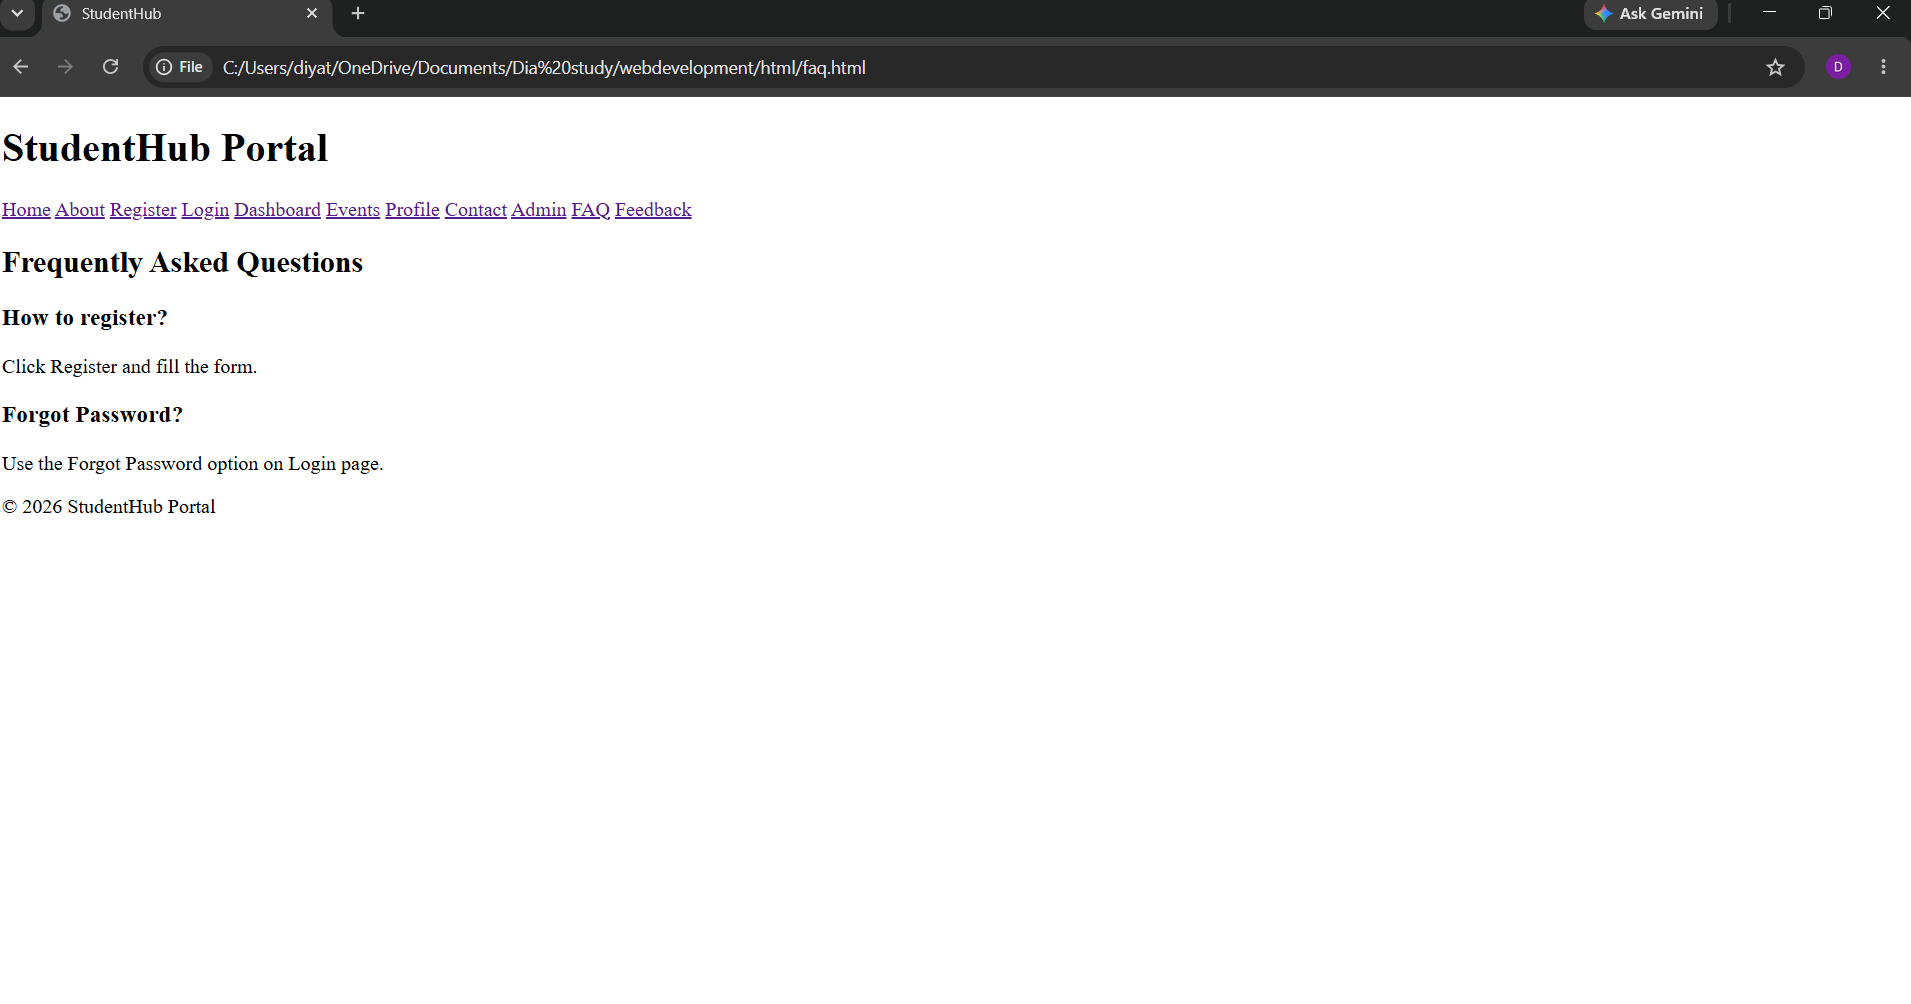 StudentHub
Ask Gemini
File C:/Users/diyat/OneDrive/Documents/Dia%20study/webdevelopment/html/faq.html
D
StudentHub Portal
Home About Register Login Dashboard Events Profile Contact Admin FAQ Feedback
Frequently Asked Questions
How to register?
Click Register and fill the form.
Forgot Password?
Use the Forgot Password option on Login page.
© 2026 StudentHub Portal